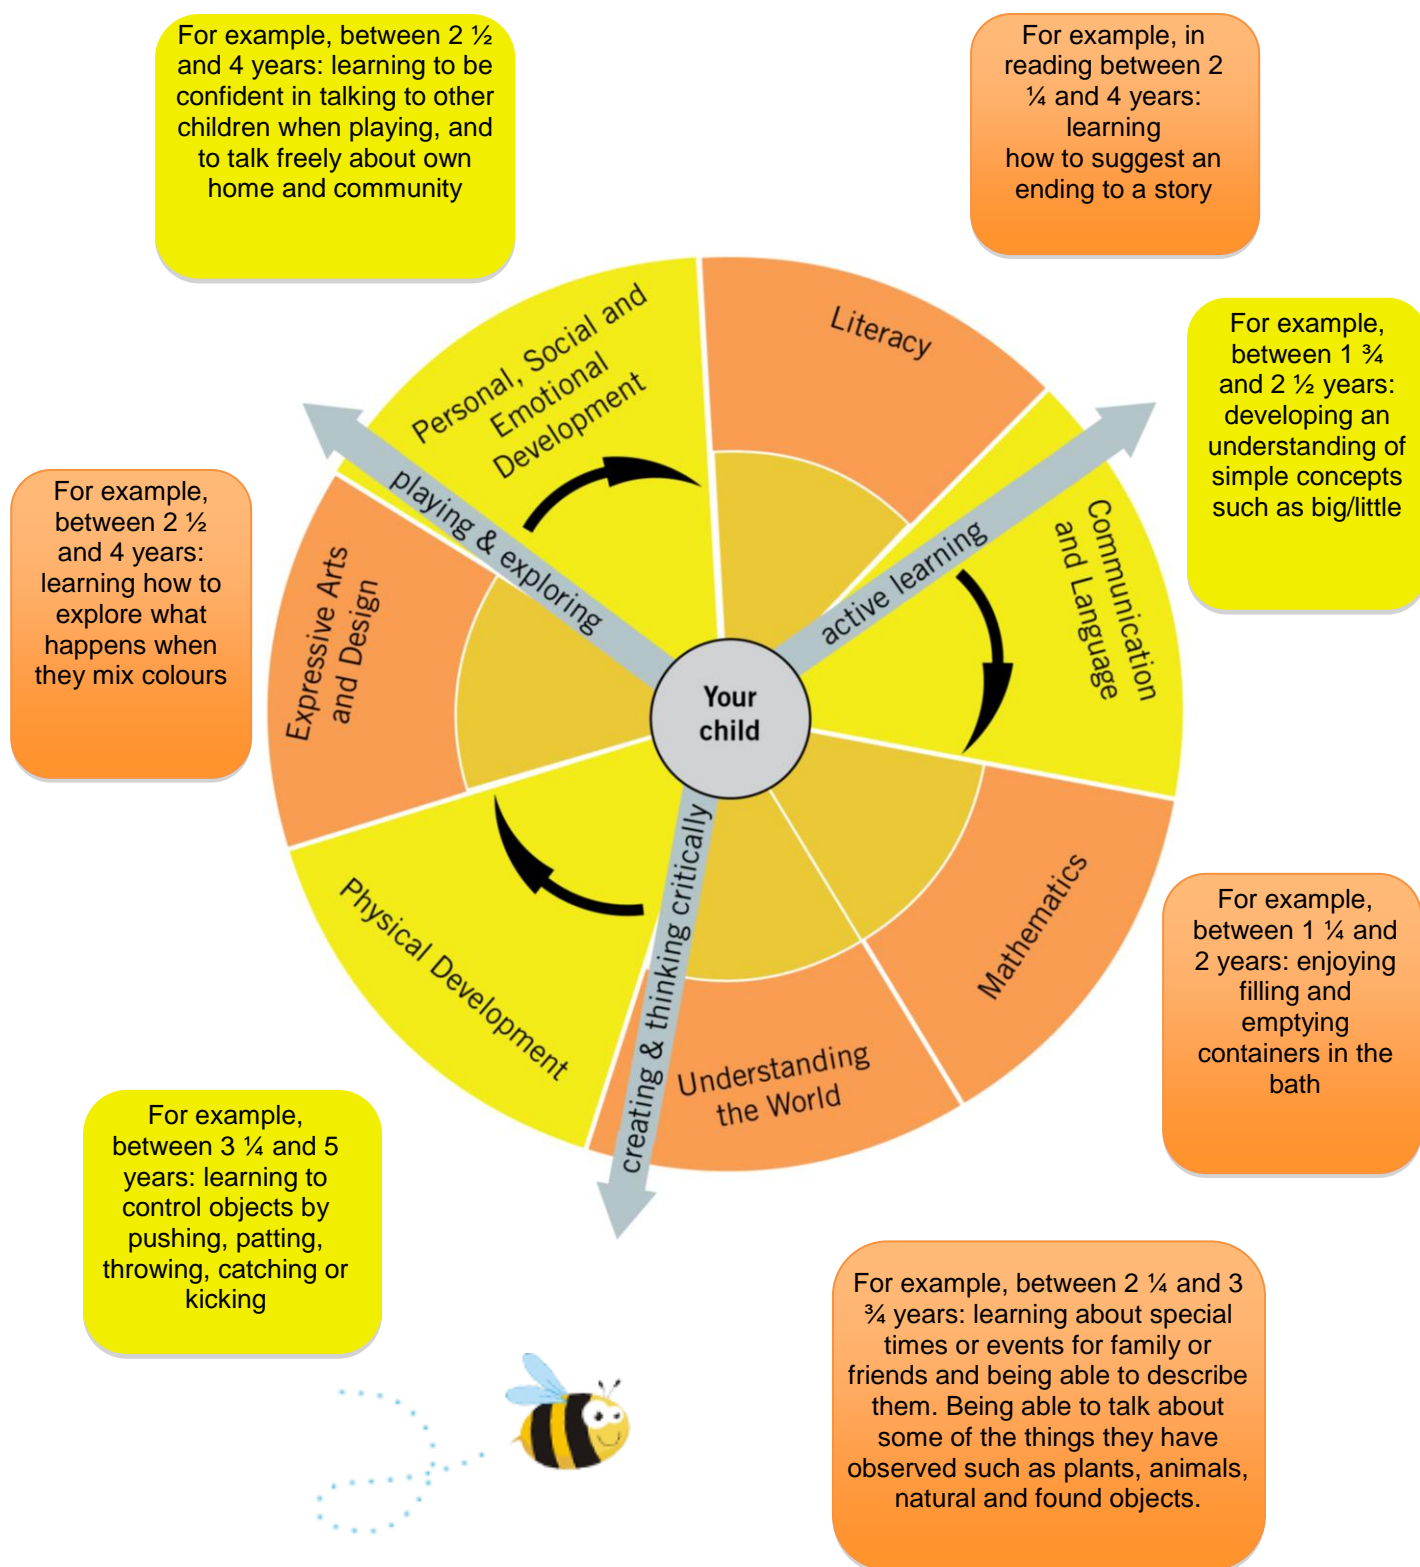 For example, between 2 ½
and 4 years: learning to be
confident in talking to other
children when playing, and
to talk freely about own
home and community
For example, in
reading between 2
¼ and 4 years:
learning
how to suggest an
ending to a story
For example,
between 1 ¾
and 2 ½ years:
developing an
understanding of
simple concepts
such as big/little
For example,
between 2 ½
and 4 years:
learning how to
explore what
happens when
they mix colours
Personal, Social and
Emotional
Development
Literacy
Communication
and Language
playing & exploring
active learning
Expressive Arts
and Design
Your
child
Mathematics
Physical Development
creating & thinking critically
Understanding
the World
For example,
between 1 ¼ and
2 years: enjoying
filling and
emptying
containers in the
bath
For example,
between 3 ¼ and 5
years: learning to
control objects by
pushing, patting,
throwing, catching or
kicking
For example, between 2 ¼ and 3
¾ years: learning about special
times or events for family or
friends and being able to describe
them. Being able to talk about
some of the things they have
observed such as plants, animals,
natural and found objects.